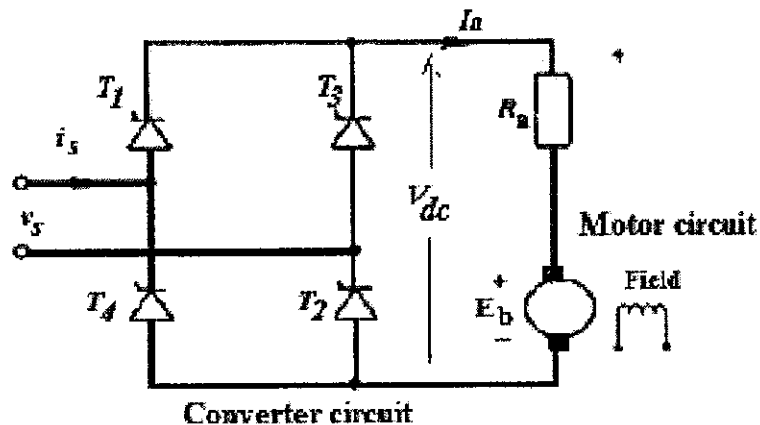 Ia
T1
T3
Ra
is
Vdc
vs
Motor circuit
T4
T2
+
Eb
−
Field
Converter circuit